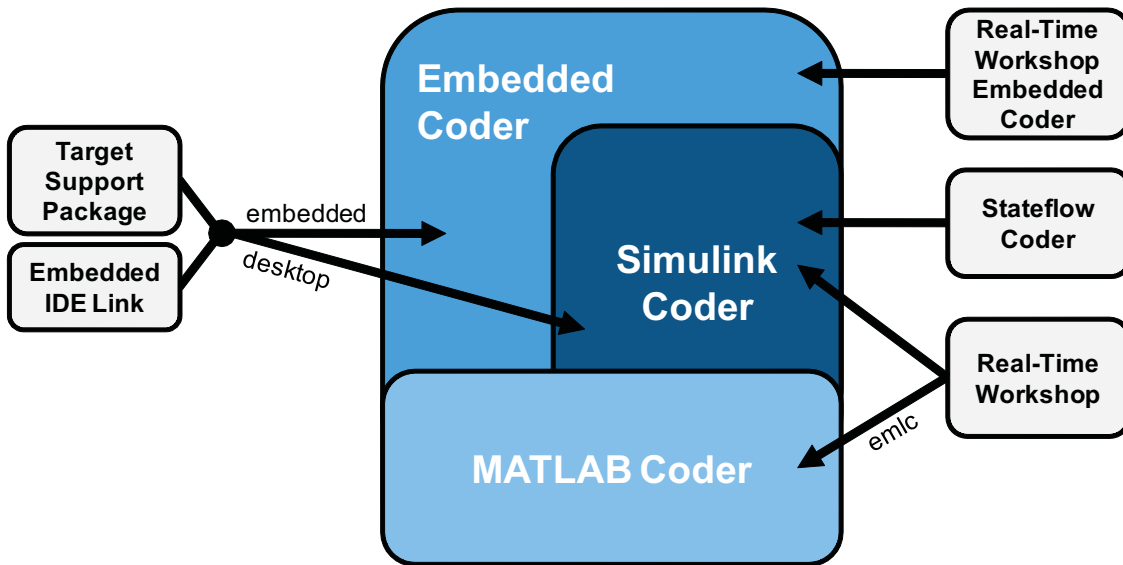 Target
Support
Package
Embedded
IDE Link
embedded
desktop
Embedded
Coder
Simulink
Coder
MATLAB Coder
Real-Time
Workshop
Embedded
Coder
Stateflow
Coder
Real-Time
Workshop
emlc